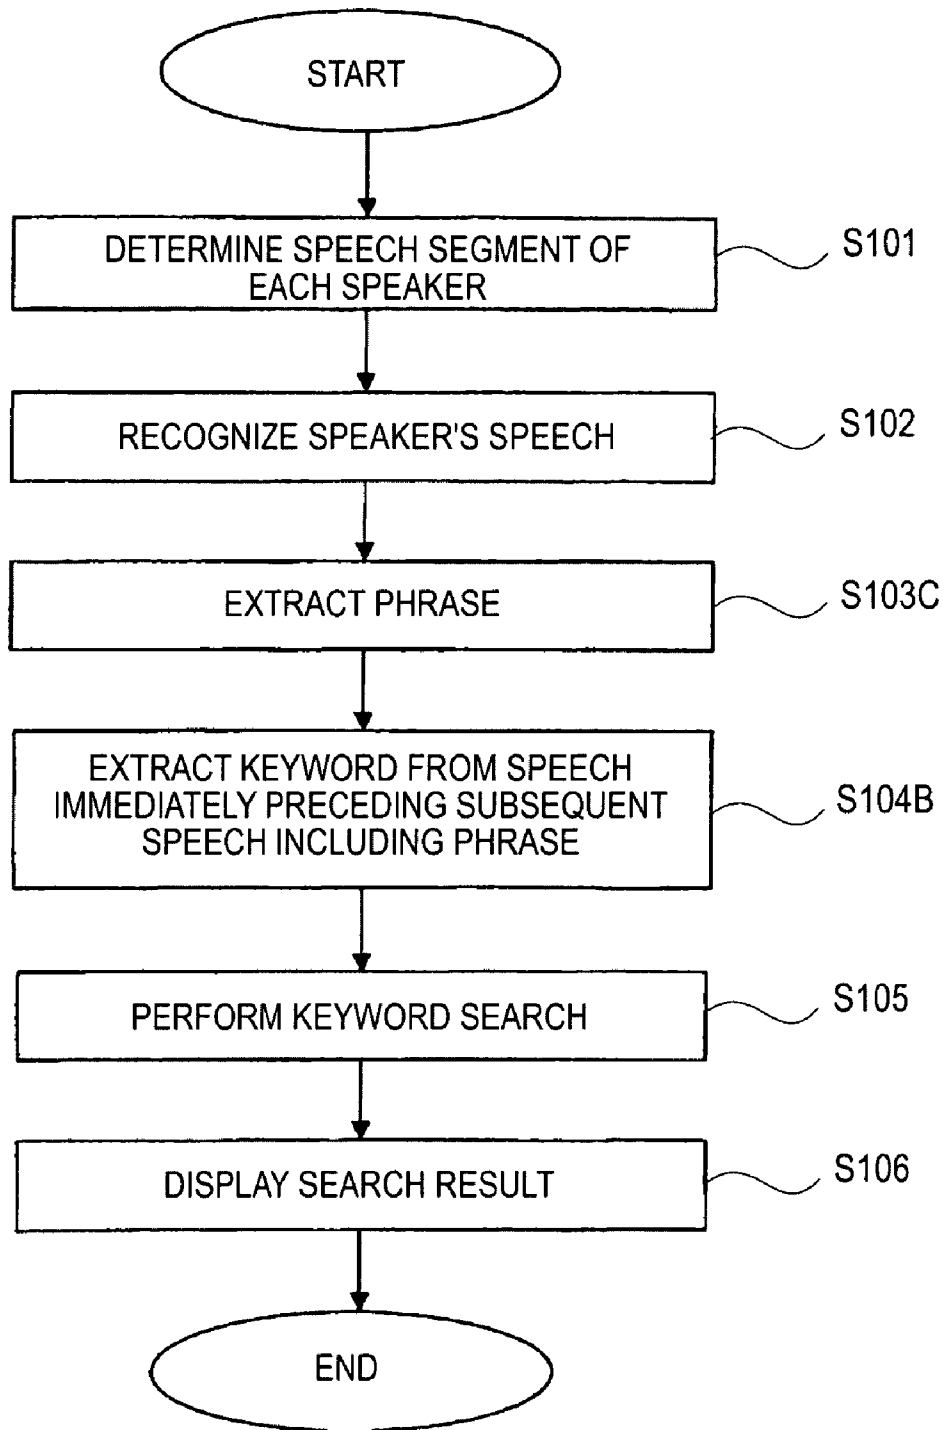 START
DETERMINE SPEECH SEGMENT OF
EACH SPEAKER
S101
RECOGNIZE SPEAKER'S SPEECH
S102
EXTRACT PHRASE
S103C
EXTRACT KEYWORD FROM SPEECH
IMMEDIATELY PRECEDING SUBSEQUENT
SPEECH INCLUDING PHRASE
S104B
PERFORM KEYWORD SEARCH
S105
DISPLAY SEARCH RESULT
S106
END